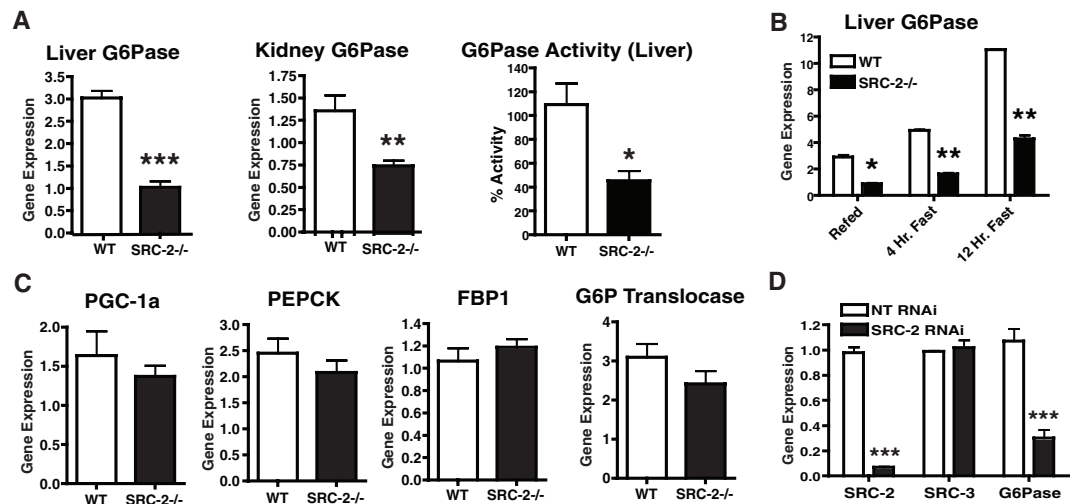 A
Liver G6Pase
Gene Expression
3.5
3.0
2.5
2.0
1.5
1.0
0.5
0.0
***
WT
SRC-2-/-
Kidney G6Pase
Gene Expression
1.75
1.50
1.25
1.00
0.75
0.50
0.25
0.00
**
WT
SRC-2-/-
G6Pase Activity (Liver)
% Activity
140
120
100
80
60
40
20
0
*
WT
SRC-2-/-
B
Liver G6Pase
Gene Expression
12
10
8
6
4
2
0
WT
SRC-2-/-
*
**
**
Refed
4 Hr. Fast
12 Hr. Fast
C
PGC-1a
Gene Expression
2.0
1.5
1.0
0.5
0.0
WT
SRC-2-/-
PEPCK
Gene Expression
3.0
2.5
2.0
1.5
1.0
0.5
0.0
WT
SRC-2-/-
FBP1
Gene Expression
1.4
1.2
1.0
0.8
0.6
0.4
0.2
0.0
WT
SRC-2-/-
G6P Translocase
Gene Expression
4
3
2
1
0
WT
SRC-2-/-
D
NT RNAi
SRC-2 RNAi
Gene Expression
1.2
1.0
0.8
0.6
0.4
0.2
0.0
***
***
SRC-2
SRC-3
G6Pase